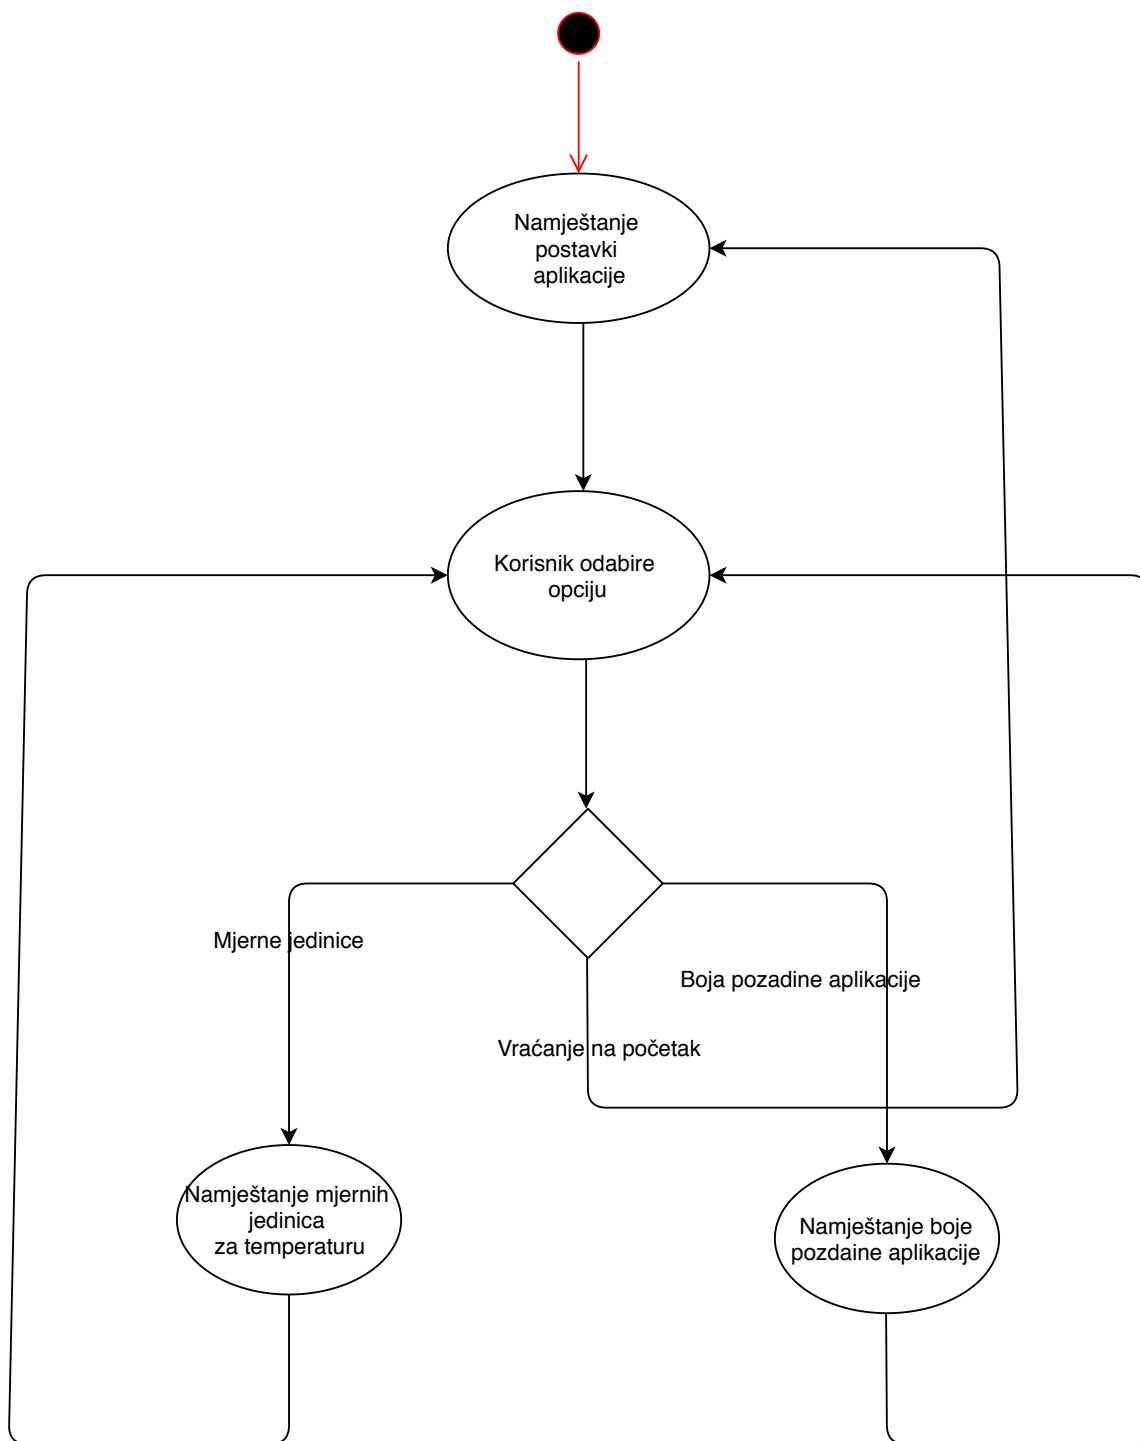 Namještanje
postavki
aplikacije
Korisnik odabire
opciju
Mjerne jedinice
Boja pozadine aplikacije
Vraćanje na početak
Namještanje mjernih
jedinica
za temperaturu
Namještanje boje
pozdaine aplikacije